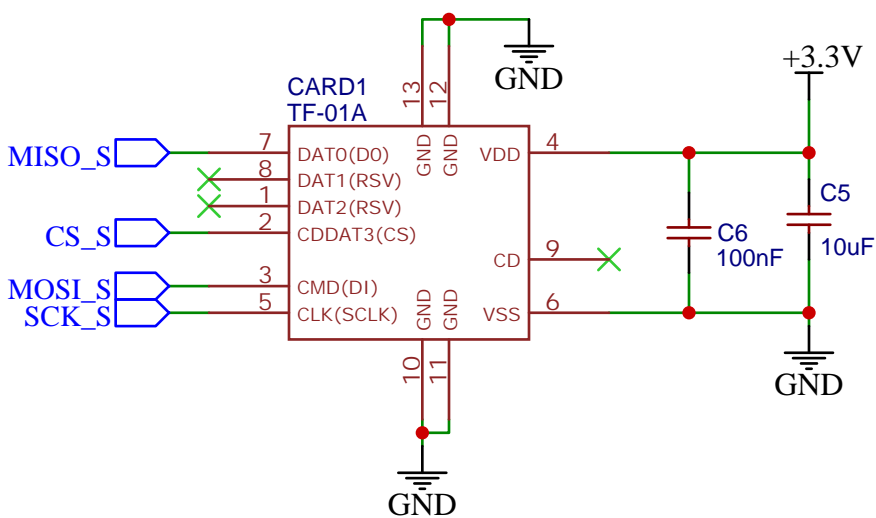 +3.3V
GND
CARD1
TF-01A
13
12
MISO_S
7
DAT0(D0)
GND
GND
VDD
4
8
DAT1(RSV)
1
DAT2(RSV)
CS_S
2
CDDAT3(CS)
CD
9
C6
100nF
C5
10uF
MOSI_S
3
CMD(DI)
SCK_S
5
CLK(SCLK)
GND
GND
VSS
6
10
11
GND
GND